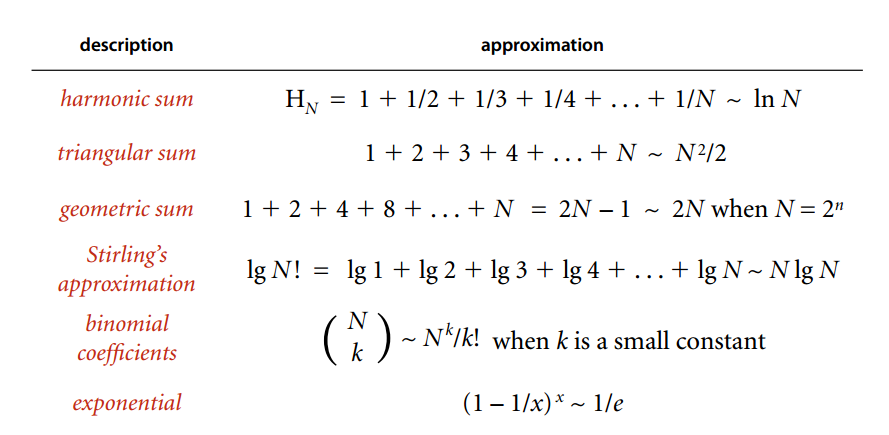 description approximation
harmonic sum H_N = 1 + 1/2 + 1/3 + 1/4 + . . . + 1/N ~ ln N
triangular sum 1 + 2 + 3 + 4 + . . . + N ~ N²/2
geometric sum 1 + 2 + 4 + 8 + . . . + N = 2N – 1 ~ 2N when N = 2ⁿ
Stirling’s
approximation lg N! = lg 1 + lg 2 + lg 3 + lg 4 + . . . + lg N ~ N lg N
binomial
coefficients (N k) ~ Nᵏ/k! when k is a small constant
exponential (1 – 1/x)ˣ ~ 1/e